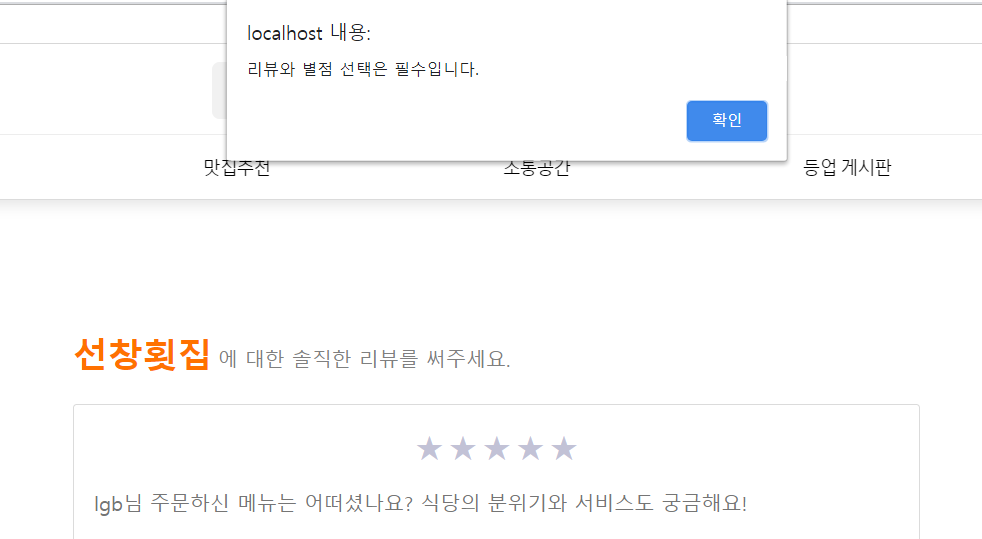 localhost 내용:
리뷰와 별점 선택은 필수입니다.
확인
맛집추천 소통공간 등업 게시판
선창횟집 에 대한 솔직한 리뷰를 써주세요.
★★★★★
lgb님 주문하신 메뉴는 어떠셨나요? 식당의 분위기와 서비스도 궁금해요!